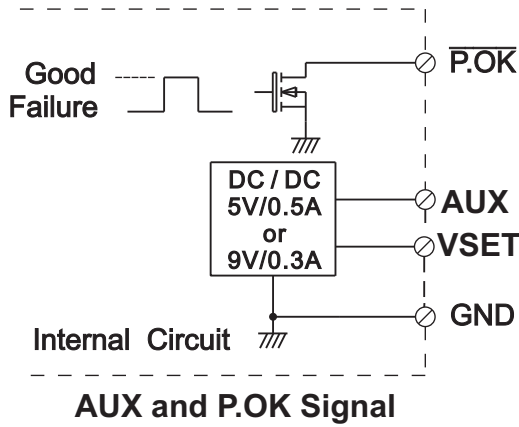 Good
Failure
P.OK
DC / DC
5V/0.5A
or
9V/0.3A
AUX
VSET
GND
Internal Circuit
AUX and P.OK Signal